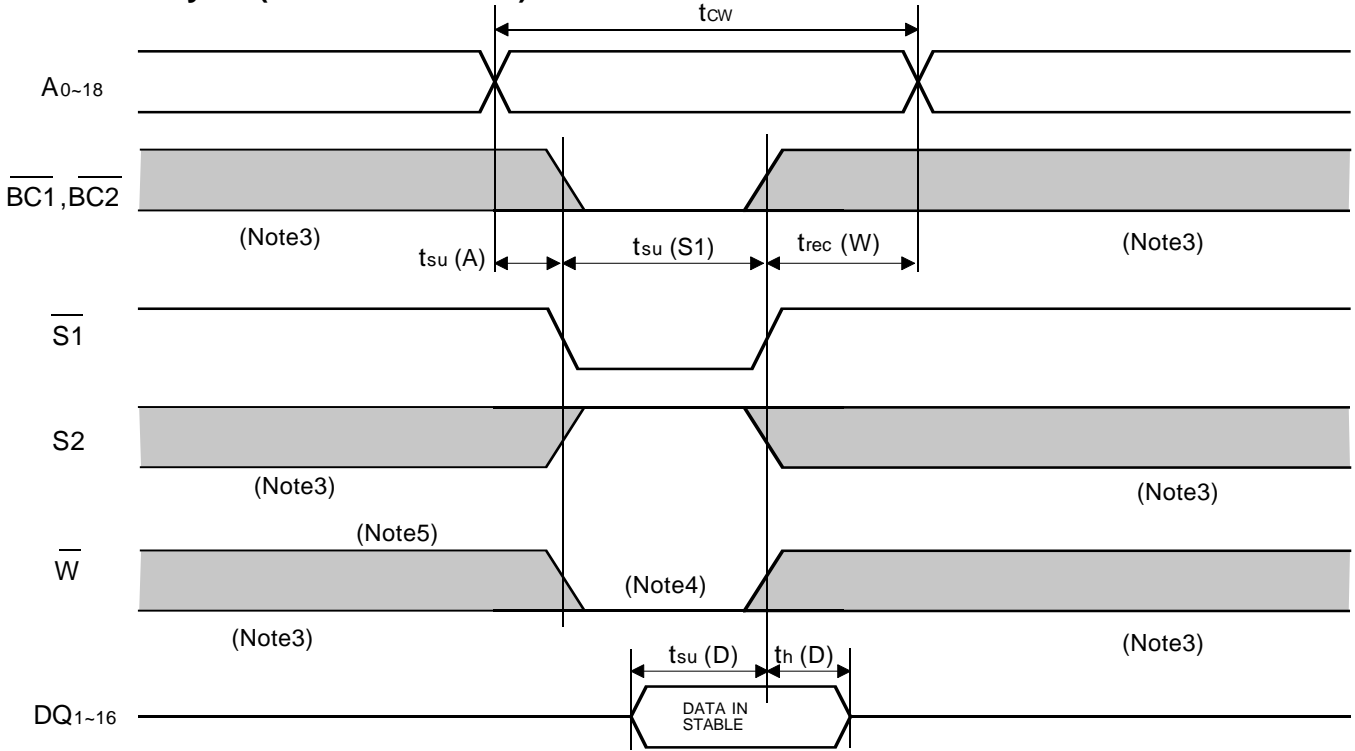 tCW
A0~18
BC1,BC2
(Note3)
(Note3)
tsu (A)
tsu (S1)
trec (W)
S1
S2
(Note3)
(Note3)
(Note5)
W
(Note4)
(Note3)
(Note3)
tsu (D)
th (D)
DQ1~16
DATA IN
STABLE